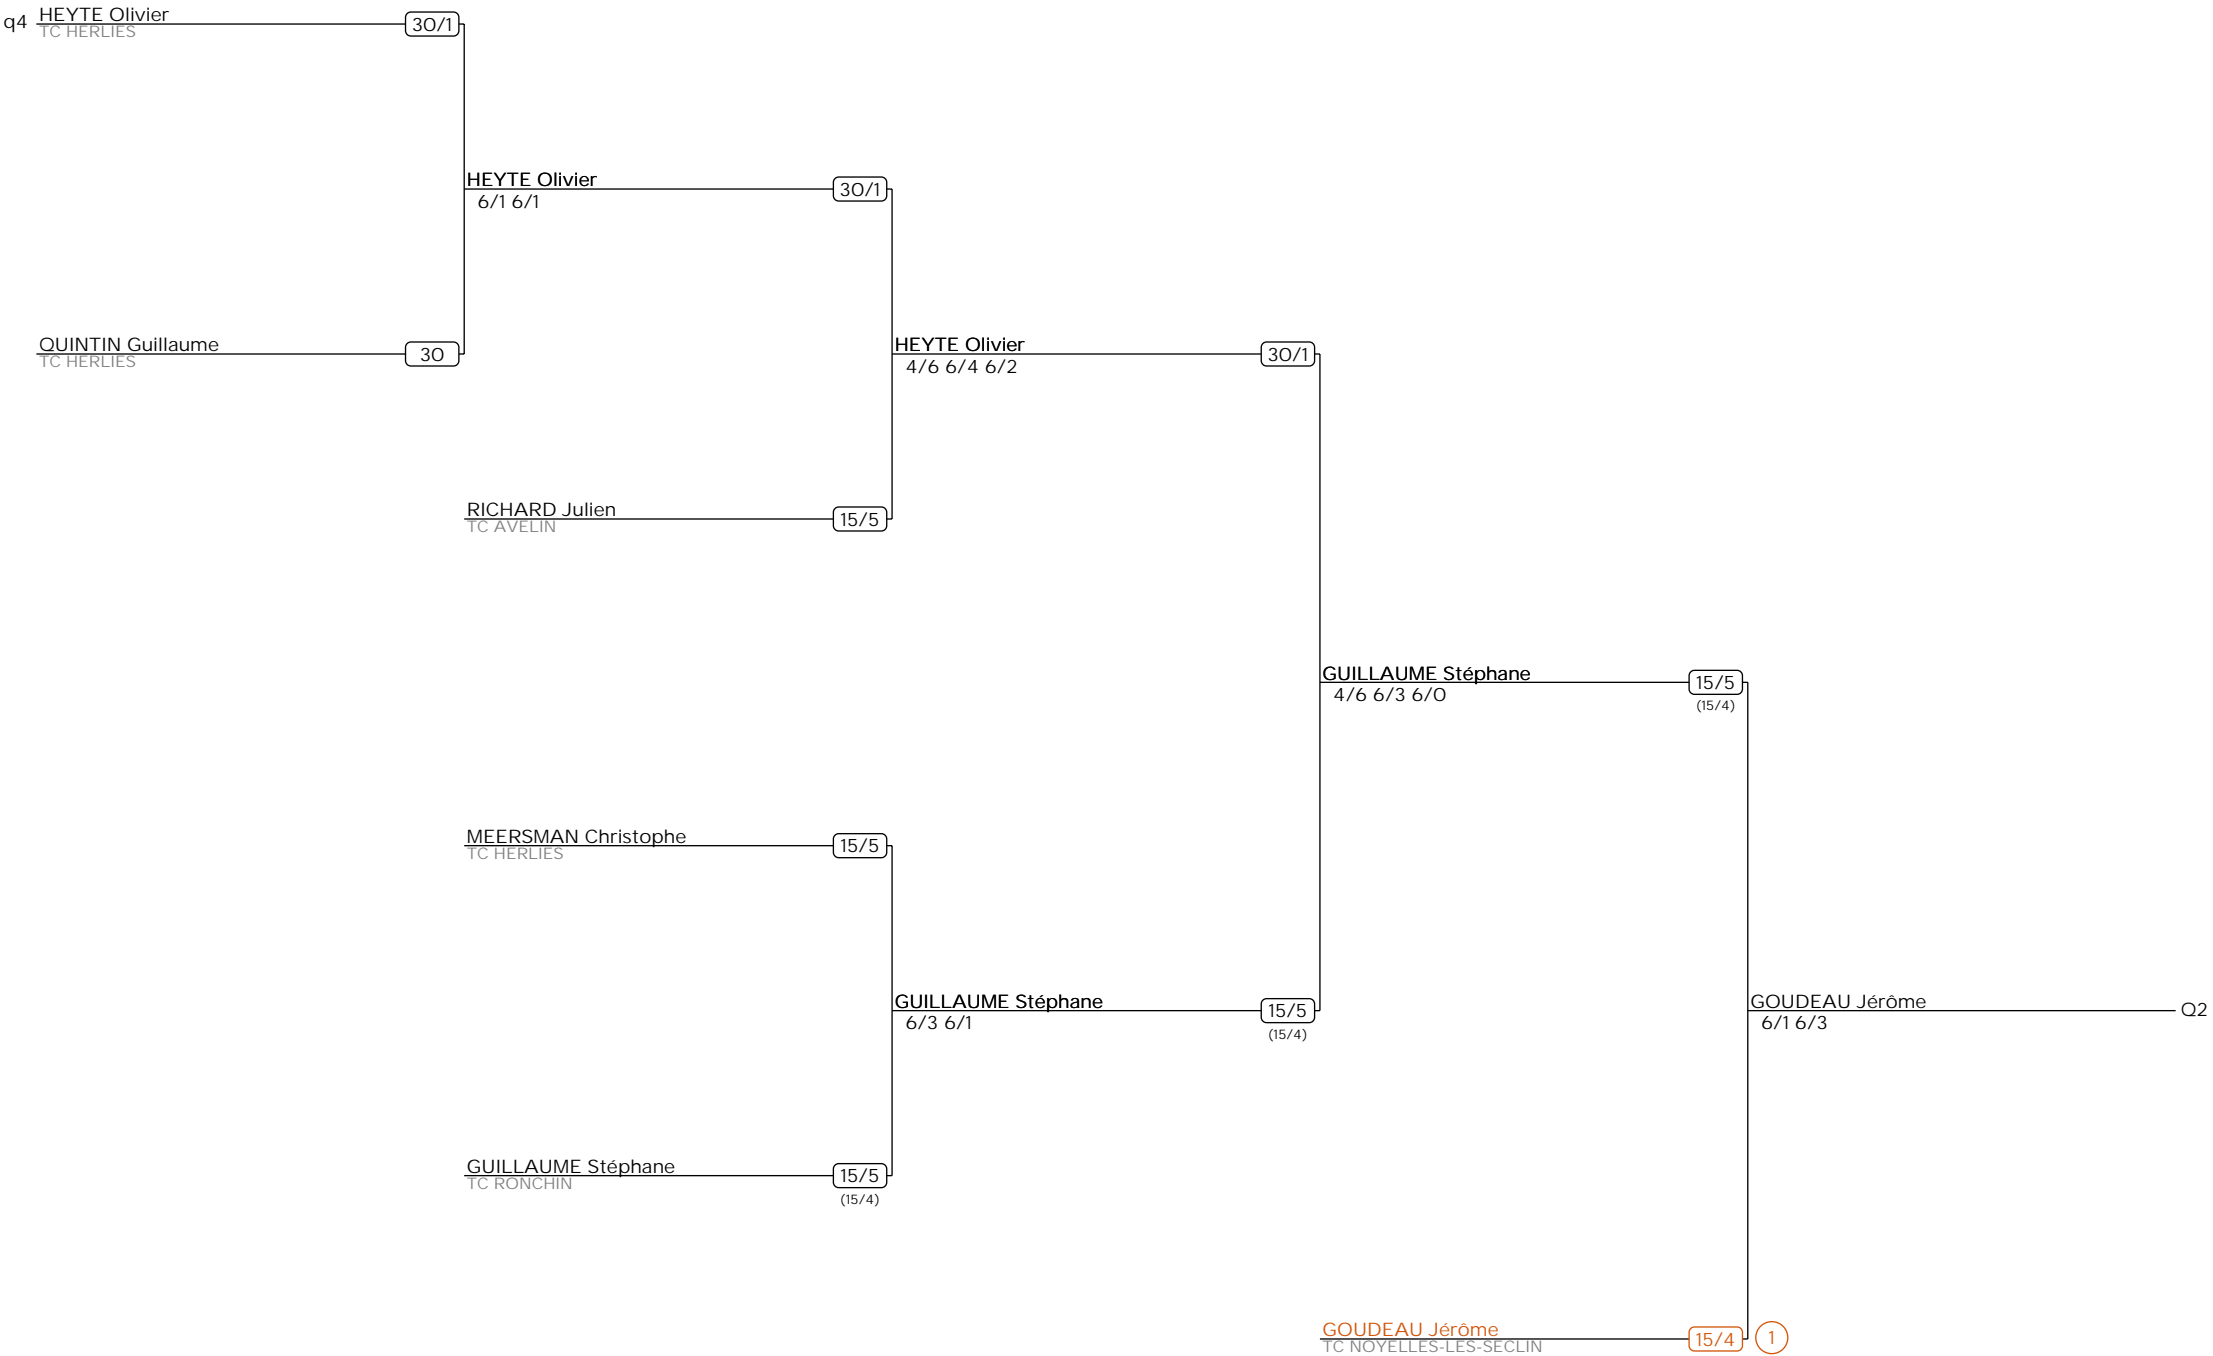 q4 HEYTE Olivier 30/1
TC HERLIES
HEYTE Olivier 30/1
6/1 6/1
QUINTIN Guillaume 30
TC HERLIES
HEYTE Olivier 30/1
4/6 6/4 6/2
RICHARD Julien 15/5
TC AVELIN
GUILLAUME Stéphane 15/5
4/6 6/3 6/0 (15/4)
MEERSMAN Christophe 15/5
TC HERLIES
GUILLAUME Stéphane 15/5
6/3 6/1 (15/4)
GOUDEAU Jérôme Q2
6/1 6/3
GUILLAUME Stéphane 15/5
TC RONCHIN (15/4)
GOUDEAU Jérôme 15/4 1
TC NOYELLES-LES-SECLIN